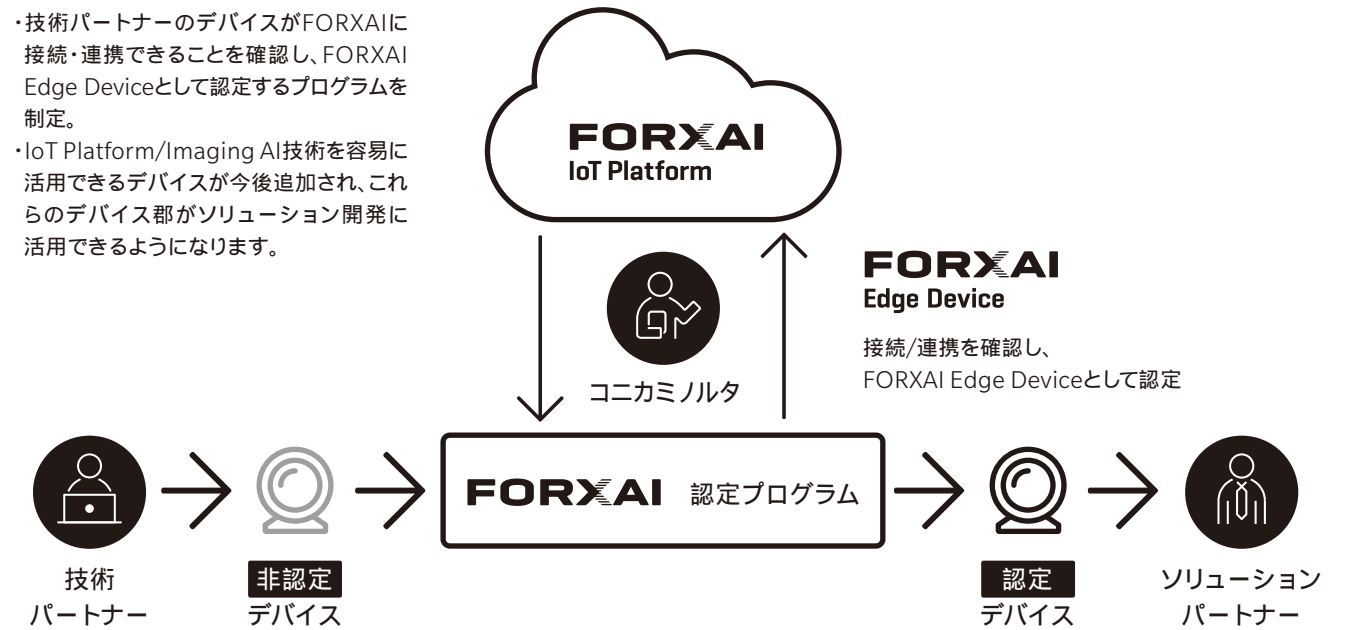 ・技術パートナーのデバイスがFORXAIに
接続・連携できることを確認し、FORXAI
Edge Deviceとして認定するプログラムを
制定。
・IoT Platform/Imaging AI技術を容易に
活用できるデバイスが今後追加され、これ
らのデバイス郡がソリューション開発に
活用できるようになります。
FORXAI
IoT Platform
コニカミノルタ
FORXAI
Edge Device
接続/連携を確認し、
FORXAI Edge Deviceとして認定
FORXAI 認定プログラム
技術
パートナー
非認定
デバイス
認定
デバイス
ソリューション
パートナー